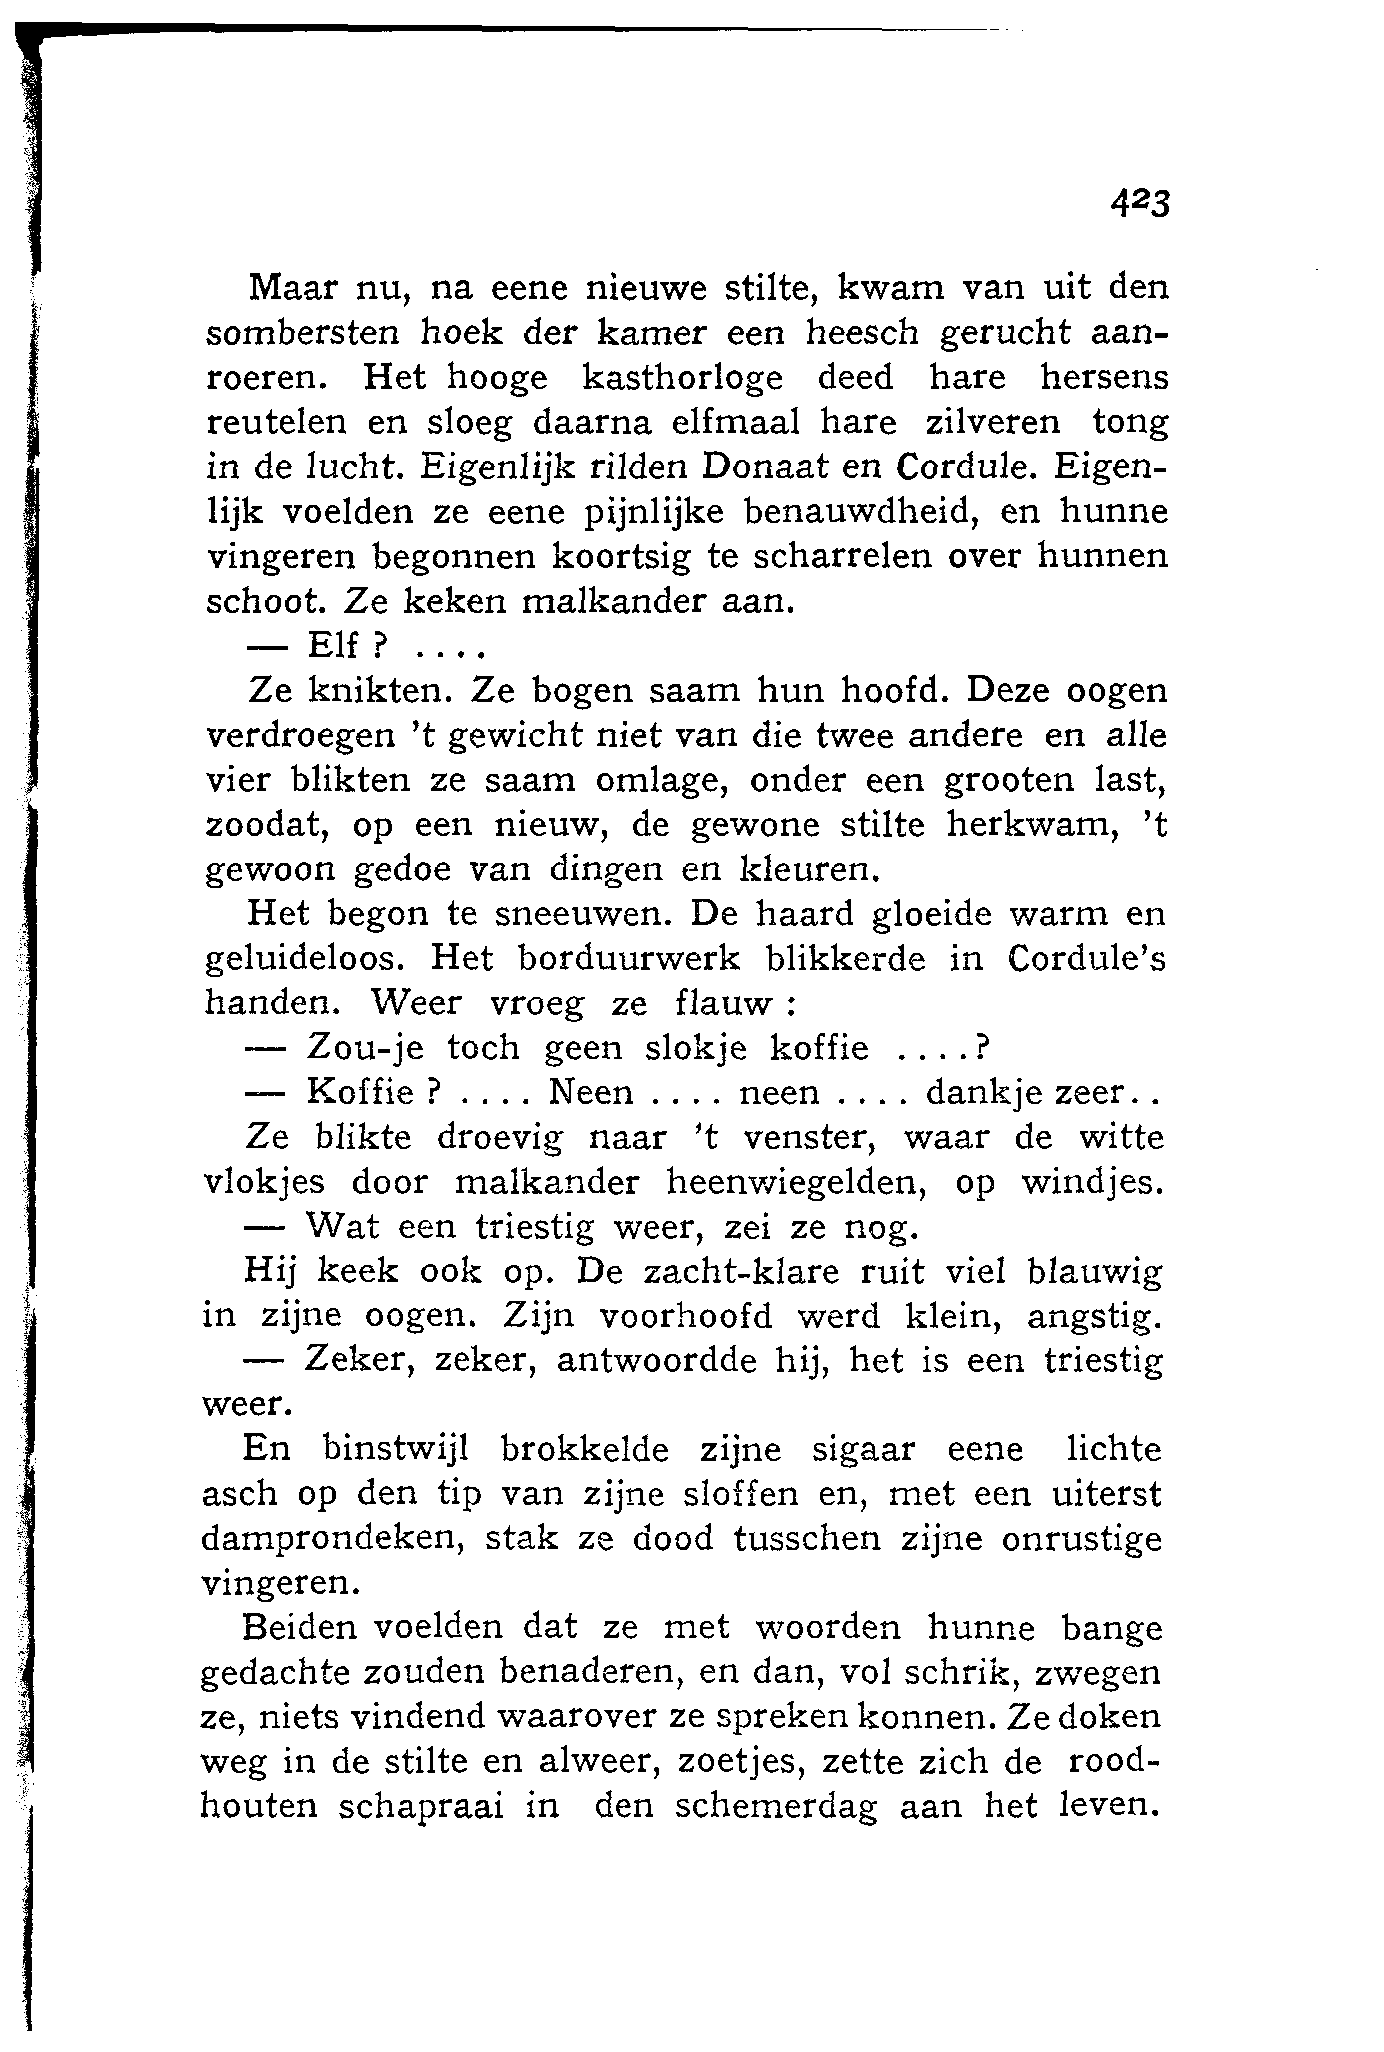 423
Maar nu, na eene nieuwe stilte, kwam van uit den
sombersten hoek der kamer een heesch gerucht aan-
roeren. Het hooge kasthorloge deed hare hersens
reutelen en sloeg daarna elfmaal hare zilveren tong
in de lucht. Eigenlijk rilden Donaat en Cordule. Eigen-
lijk voelden ze eene pijnlijke benauwdheid, en hunne
vingeren begonnen koortsig te scharrelen over hunnen
schoot. Ze keken malkander aan.
— Elf ? ....
Ze knikten. Ze bogen saam hun hoofd. Deze oogen
verdroegen 't gewicht niet van die twee andere en alle
vier blikten ze saam omlage, onder een grooten last,
zoodat, op een nieuw, de gewone stilte herkwam, 't
gewoon gedoe van dingen en kleuren.
Het begon te sneeuwen. De haard gloeide warm en
geluideloos. Het borduurwerk blikkerde in Cordule's
handen. Weer vroeg ze flauw :
— Zou-je toch geen slokje koffie ....?
— Koffie ? .... Neen .... neen .... dankje zeer..
Ze blikte droevig naar 't venster, waar de witte
vlokjes door malkander heenwiegelden, op windjes.
— Wat een triestig weer, zei ze nog.
Hij keek ook op. De zacht-klare ruit viel blauwig
in zijne oogen. Zijn voorhoofd werd klein, angstig.
— Zeker, zeker, antwoordde hij, het is een triestig
weer.
En binstwijl brokkelde zijne sigaar eene lichte
asch op den tip van zijne sloffen en, met een uiterst
damprondeken, stak ze dood tusschen zijne onrustige
vingeren.
Beiden voelden dat ze met woorden hunne bange
gedachte zouden benaderen, en dan, vol schrik, zwegen
ze, niets vindend waarover ze spreken konnen. Ze doken
weg in de stilte en alweer, zoetjes, zette zich de rood-
houten schapraai in den schemerdag aan het leven.